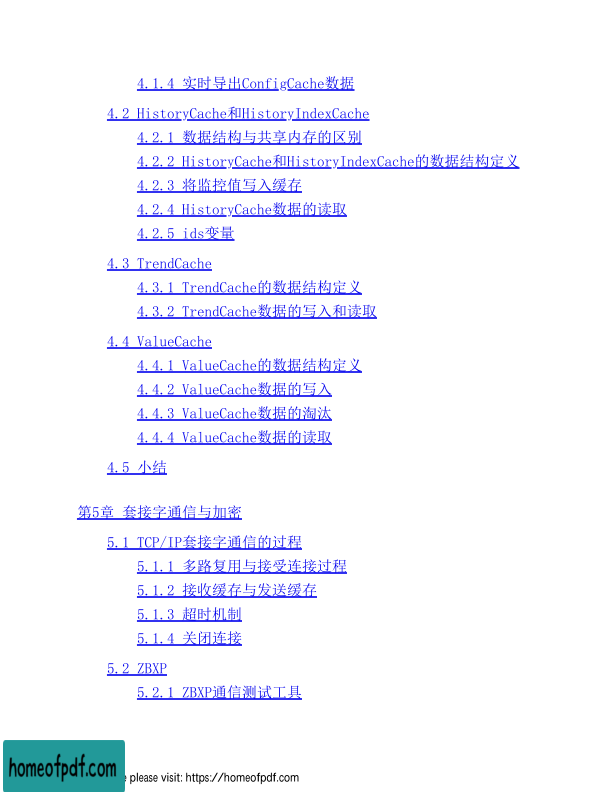 4.1.4 实时导出ConfigCache数据
4.2 HistoryCache和HistoryIndexCache
4.2.1 数据结构与共享内存的区别
4.2.2 HistoryCache和HistoryIndexCache的数据结构定义
4.2.3 将监控值写入缓存
4.2.4 HistoryCache数据的读取
4.2.5 ids变量
4.3 TrendCache
4.3.1 TrendCache的数据结构定义
4.3.2 TrendCache数据的写入和读取
4.4 ValueCache
4.4.1 ValueCache的数据结构定义
4.4.2 ValueCache数据的写入
4.4.3 ValueCache数据的淘汰
4.4.4 ValueCache数据的读取
4.5 小结
第5章 套接字通信与加密
5.1 TCP/IP套接字通信的过程
5.1.1 多路复用与接受连接过程
5.1.2 接收缓存与发送缓存
5.1.3 超时机制
5.1.4 关闭连接
5.2 ZBXP
5.2.1 ZBXP通信测试工具
homeofpdf.com
please visit: https://homeofpdf.com